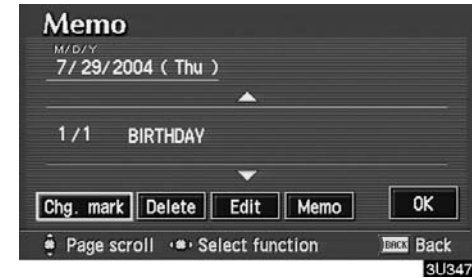 Memo
M/D/Y
7/ 29/ 2004 ( Thu )
1/1 BIRTHDAY
Chg. mark Delete Edit Memo OK
Page scroll Select function BACK Back
3U347